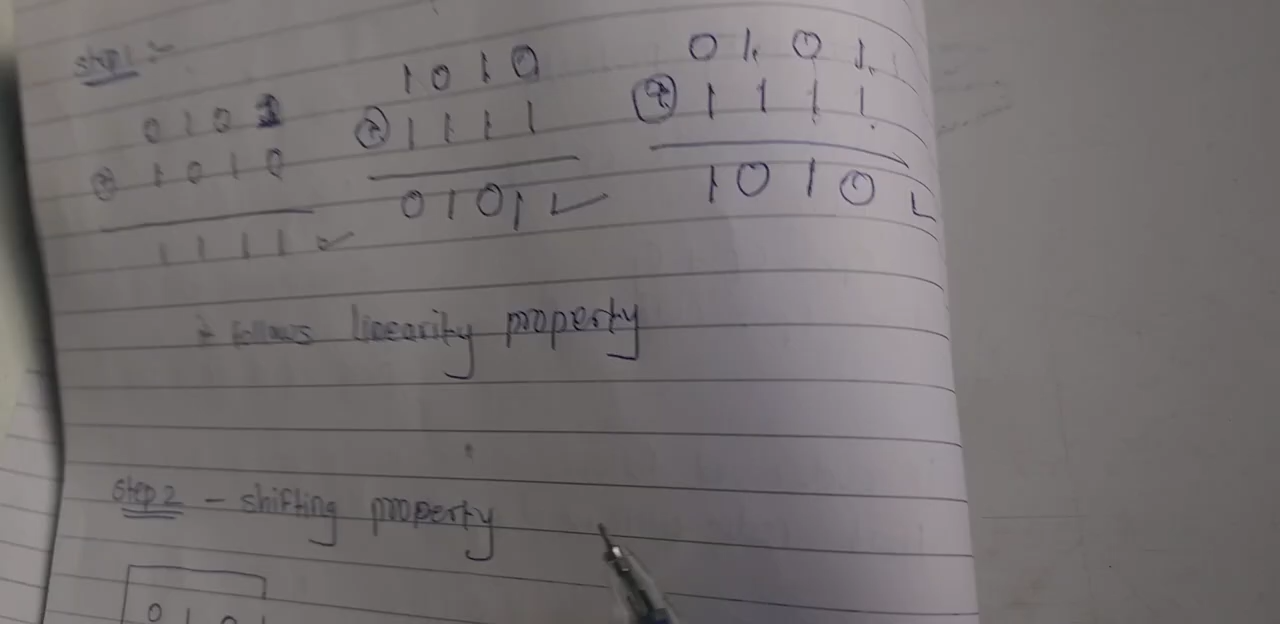 step 1 :-
0 1 0 1
⊕ 1 0 1 0
1 1 1 1 ✓
1 0 1 0
⊕ 1 1 1 1
0 1 0 1 ✓
0 1 0 1
⊕ 1 1 1 1
1 0 1 0 ✓
follows linearity property
step 2 - shifting property
0 1 0